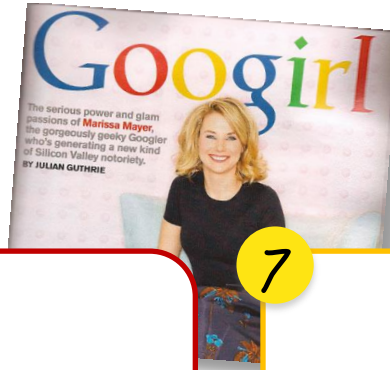 Googirl
The serious power and glam
passions of Marissa Mayer,
the gorgeously geeky Googler
who's generating a new kind
of Silicon Valley notoriety.
BY JULIAN GUTHRIE
7